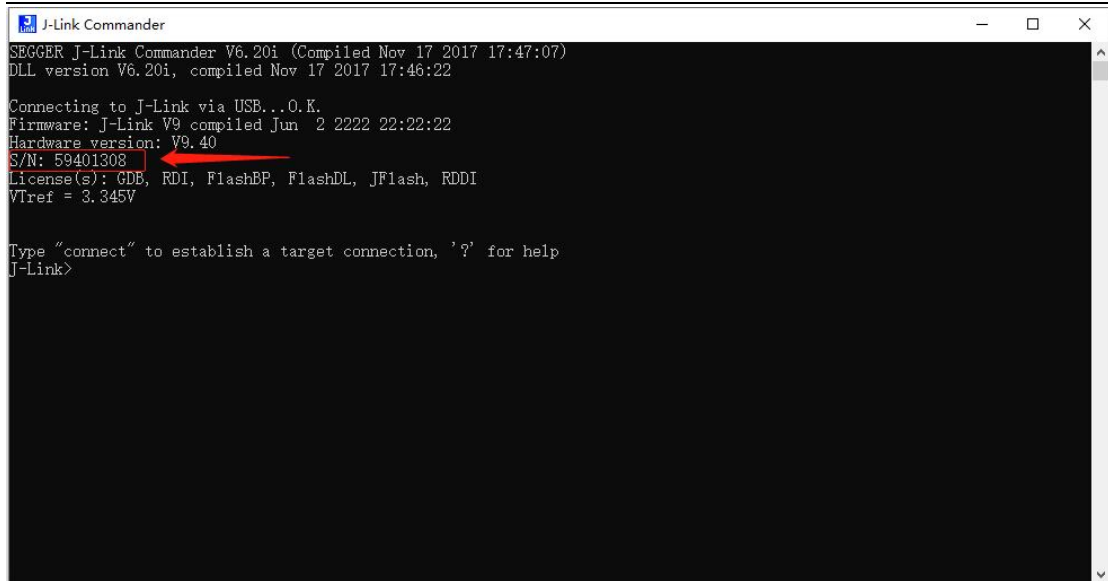 J-Link Commander
SEGGER J-Link Commander V6.20i (Compiled Nov 17 2017 17:47:07)
DLL version V6.20i, compiled Nov 17 2017 17:46:22
Connecting to J-Link via USB...O.K.
Firmware: J-Link V9 compiled Jun  2 2222 22:22:22
Hardware version: V9.40
S/N: 59401308
License(s): GDB, RDI, FlashBP, FlashDL, JFlash, RDDI
VTref = 3.345V
Type "connect" to establish a target connection, '?' for help
J-Link>